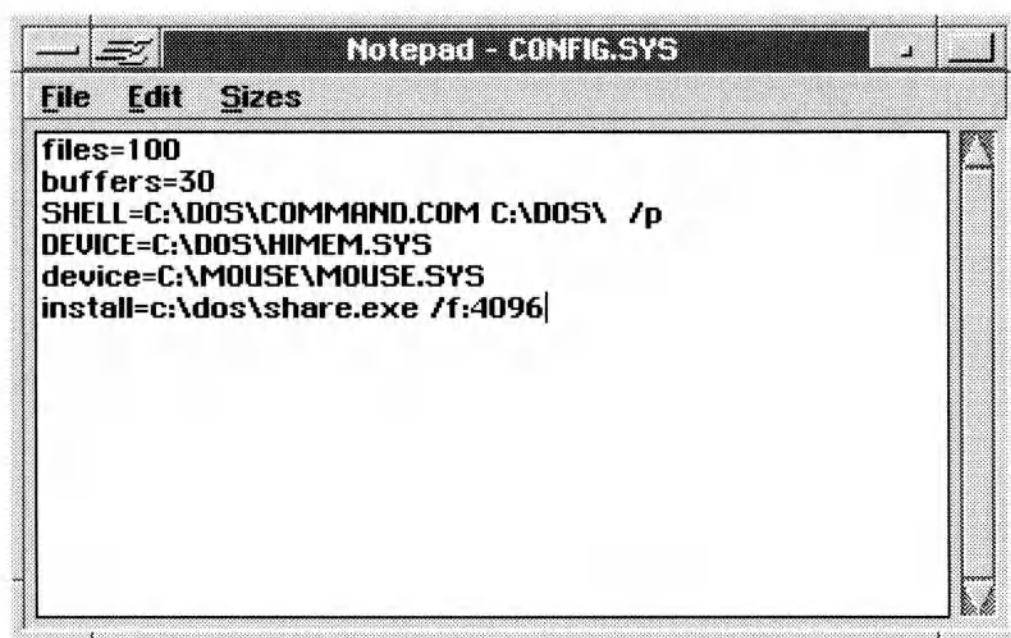 Notepad - CONFIG.SYS
File Edit Sizes
files=100
buffers=30
SHELL=C:\DOS\COMMAND.COM C:\DOS\  /p
DEVICE=C:\DOS\HIMEM.SYS
device=C:\MOUSE\MOUSE.SYS
install=c:\dos\share.exe /f:4096